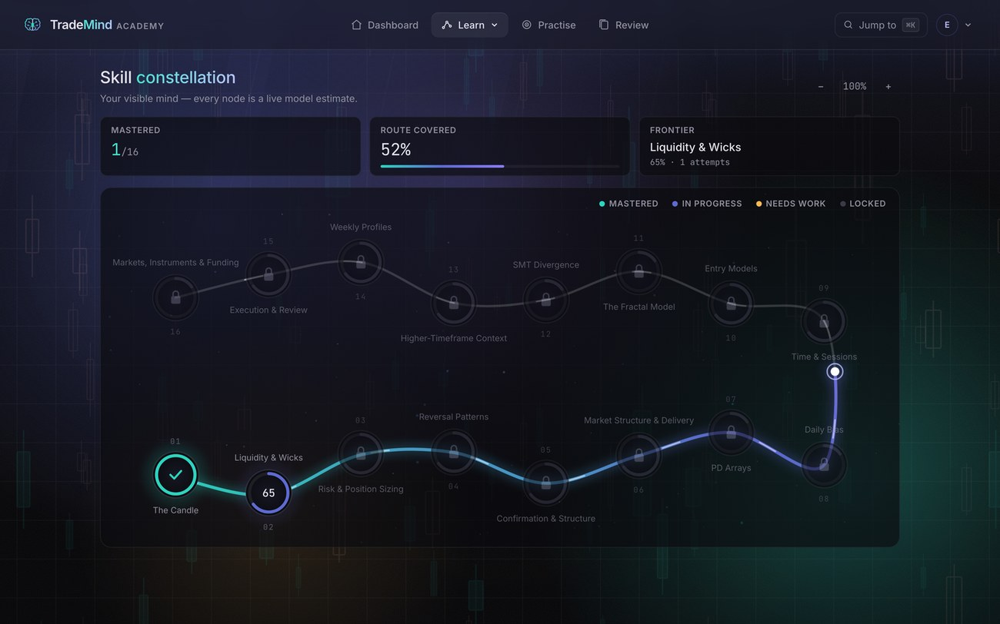 TradeMind ACADEMY
Dashboard
Learn
Practise
Review
Jump to ⌘K
E
Skill constellation
Your visible mind — every node is a live model estimate.
− 100% +
MASTERED
1/16
ROUTE COVERED
52%
FRONTIER
Liquidity & Wicks
65% · 1 attempts
MASTERED
IN PROGRESS
NEEDS WORK
LOCKED
Markets, Instruments & Funding
16
15
Execution & Review
Weekly Profiles
14
13
Higher-Timeframe Context
SMT Divergence
12
11
The Fractal Model
Entry Models
10
09
Time & Sessions
01
The Candle
Liquidity & Wicks
65
02
03
Risk & Position Sizing
Reversal Patterns
04
05
Confirmation & Structure
Market Structure & Delivery
06
07
PD Arrays
Daily Bias
08